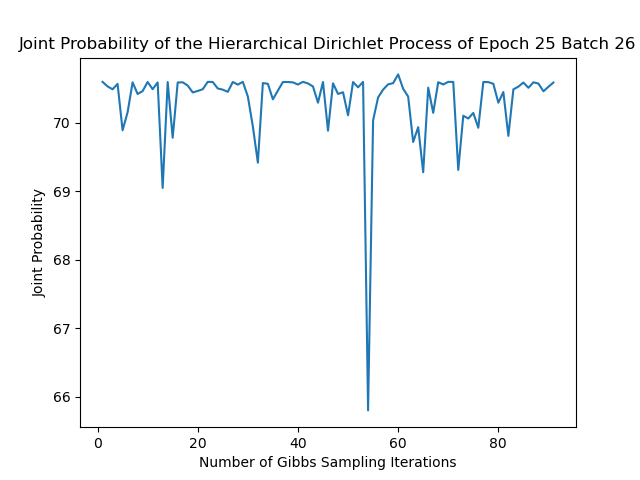 Joint Probability of the Hierarchical Dirichlet Process of Epoch 25 Batch 26
Joint Probability
70
69
68
67
66
0 20 40 60 80
Number of Gibbs Sampling Iterations